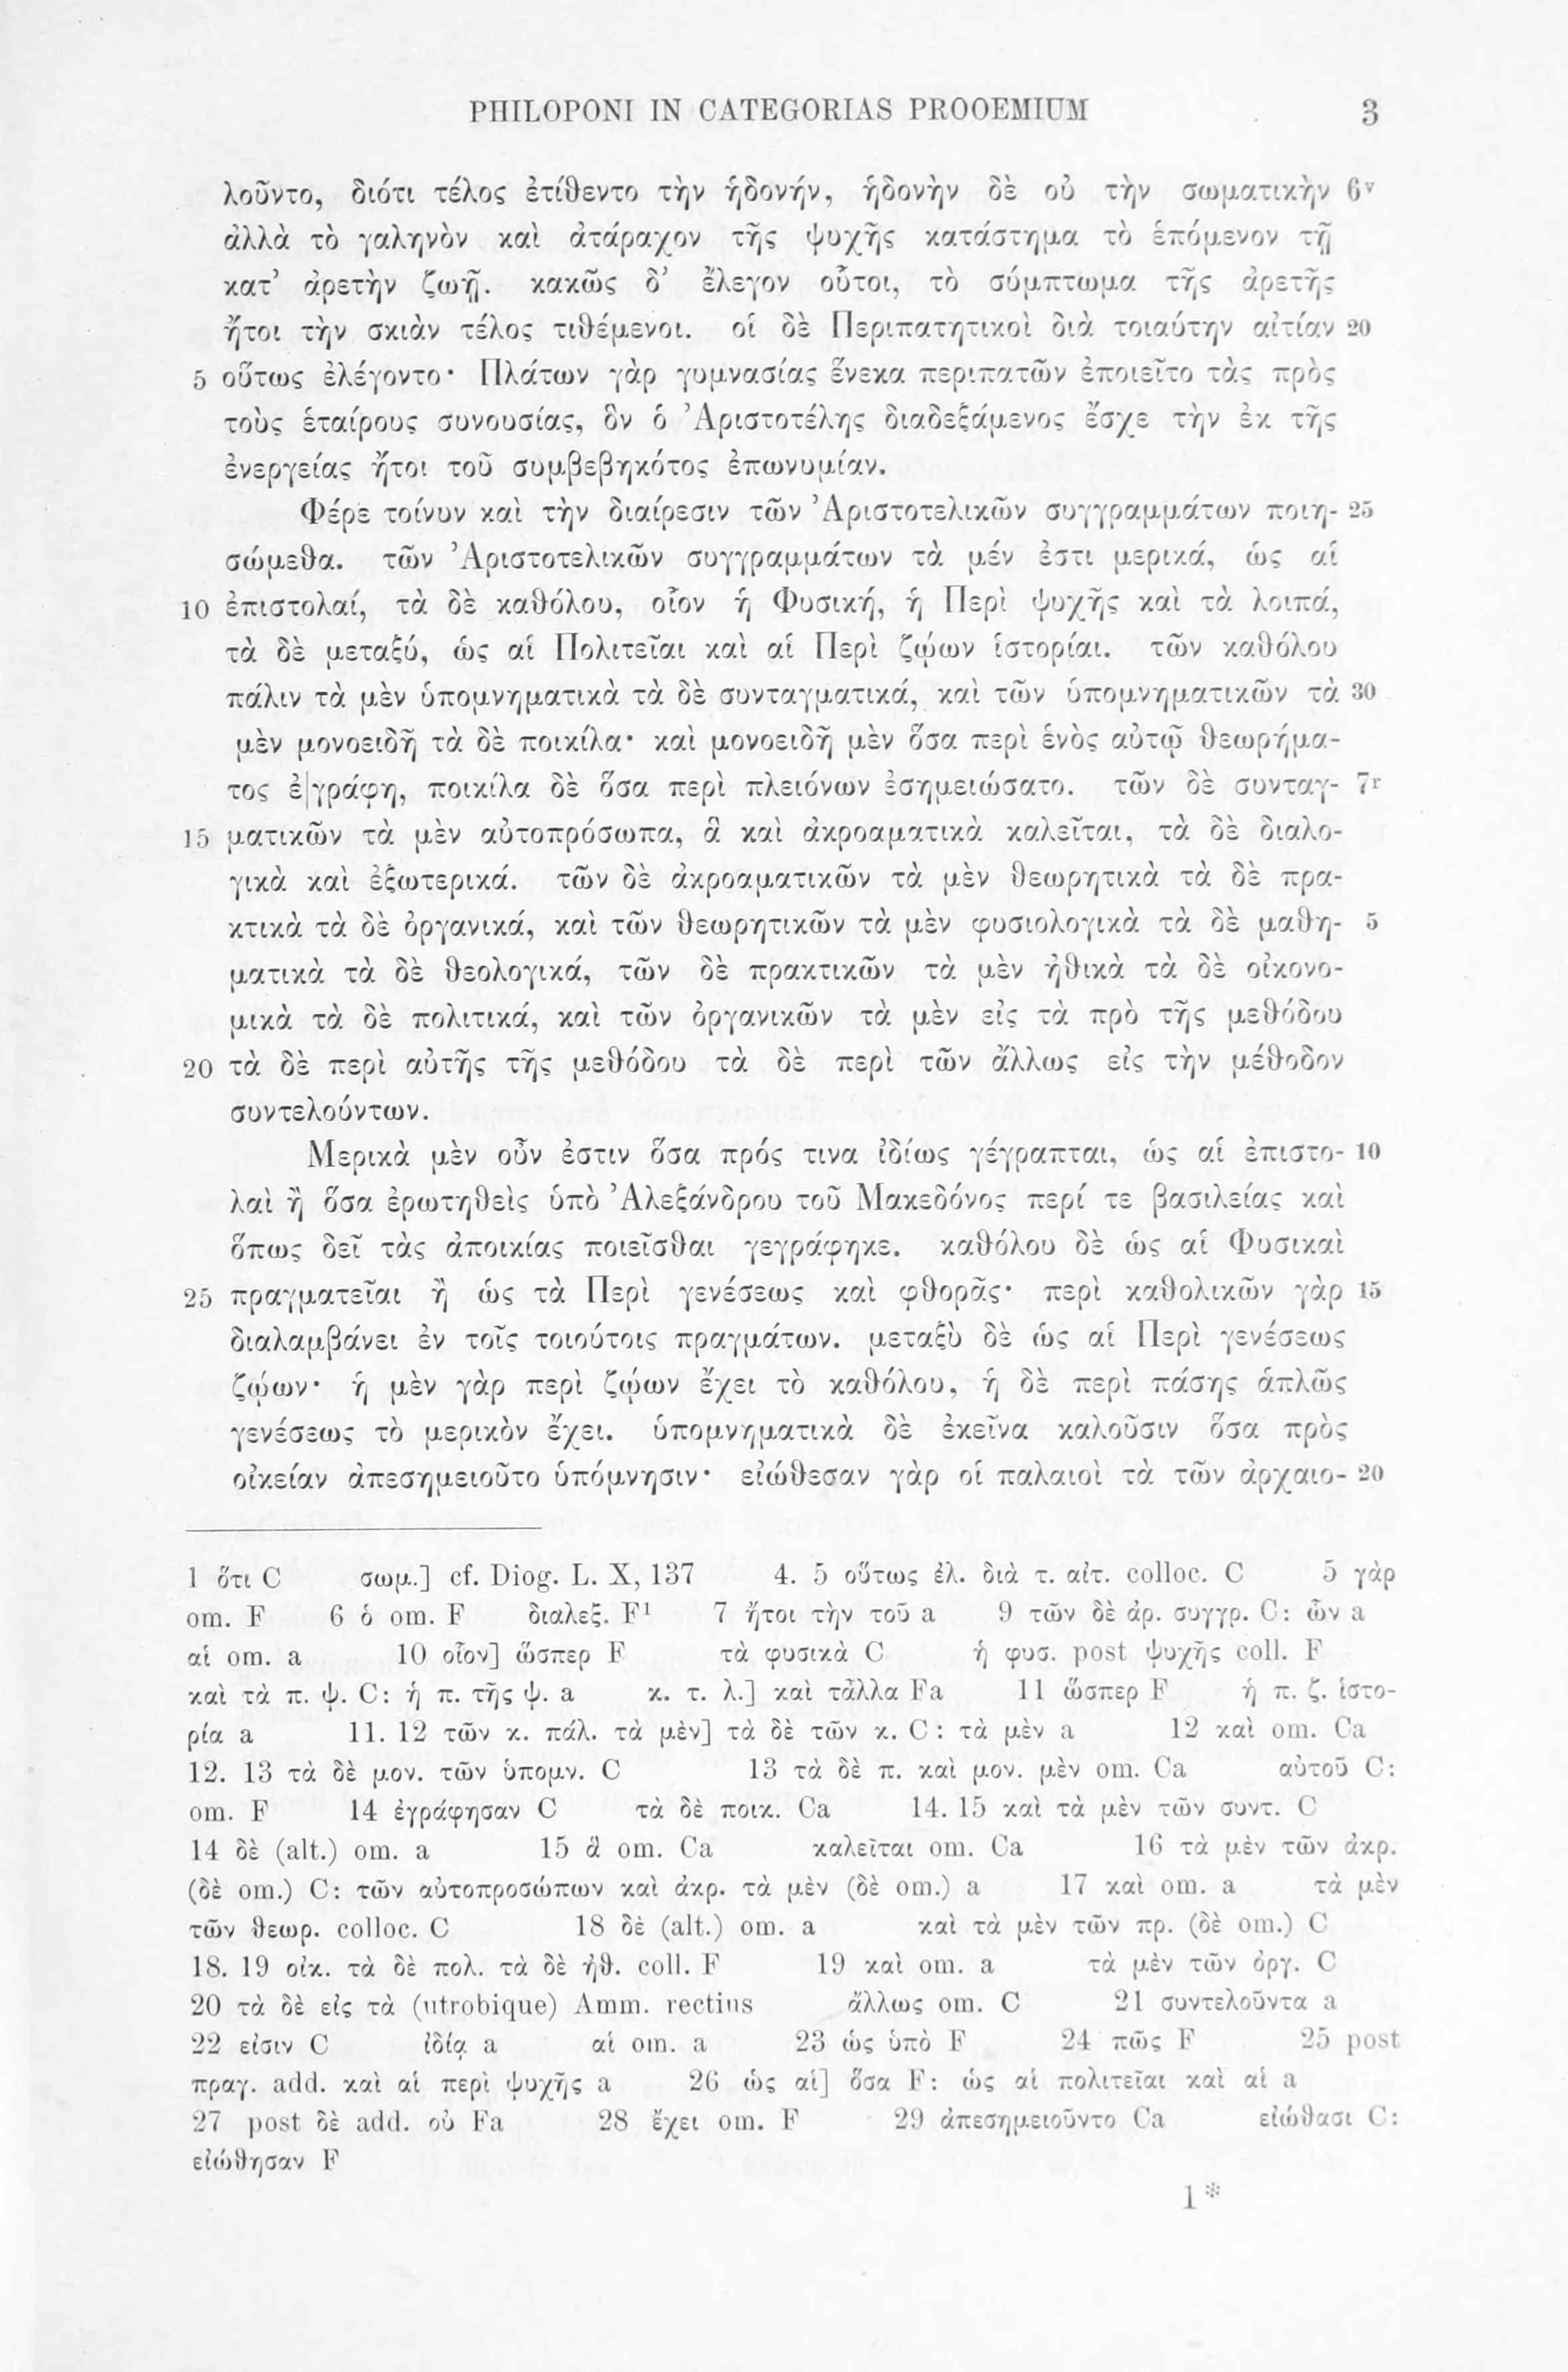 PHILOPONI IN CATEGORIAS PROOEMIUM 3
λοῦντο, διότι τέλος ἐτίθεντο τὴν ἡδονήν, ἡδονὴν δὲ οὐ τὴν σωματικὴν 6v
ἀλλὰ τὸ γαληνὸν καὶ ἀτάραχον τῆς ψυχῆς κατάστημα τὸ ἑπόμενον τῇ
κατ’ ἀρετὴν ζωῇ. κακῶς δ’ ἔλεγον οὗτοι, τὸ σύμπτωμα τῆς ἀρετῆς
ἤτοι τὴν σκιὰν τέλος τιθέμενοι. οἱ δὲ Περιπατητικοὶ διὰ τοιαύτην αἰτίαν 20
5 οὕτως ἐλέγοντο· Πλάτων γὰρ γυμνασίας ἕνεκα περιπατῶν ἐποιεῖτο τὰς πρὸς
τοὺς ἑταίρους συνουσίας, ὃν ὁ Ἀριστοτέλης διαδεξάμενος ἔσχε τὴν ἐκ τῆς
ἐνεργείας ἤτοι τοῦ συμβεβηκότος ἐπωνυμίαν.
Φέρε τοίνυν καὶ τὴν διαίρεσιν τῶν Ἀριστοτελικῶν συγγραμμάτων ποιη- 25
σώμεθα. τῶν Ἀριστοτελικῶν συγγραμμάτων τὰ μέν ἐστι μερικά, ὡς αἱ
10 ἐπιστολαί, τὰ δὲ καθόλου, οἷον ἡ Φυσική, ἡ Περὶ ψυχῆς καὶ τὰ λοιπά,
τὰ δὲ μεταξύ, ὡς αἱ Πολιτεῖαι καὶ αἱ Περὶ ζῴων ἱστορίαι. τῶν καθόλου
πάλιν τὰ μὲν ὑπομνηματικὰ τὰ δὲ συνταγματικά, καὶ τῶν ὑπομνηματικῶν τὰ 30
μὲν μονοειδῆ τὰ δὲ ποικίλα· καὶ μονοειδῆ μὲν ὅσα περὶ ἑνὸς αὐτῷ θεωρήμα-
τος ἐ|γράφη, ποικίλα δὲ ὅσα περὶ πλειόνων ἐσημειώσατο. τῶν δὲ συνταγ- 7r
15 ματικῶν τὰ μὲν αὐτοπρόσωπα, ἃ καὶ ἀκροαματικὰ καλεῖται, τὰ δὲ διαλο-
γικὰ καὶ ἐξωτερικά. τῶν δὲ ἀκροαματικῶν τὰ μὲν θεωρητικὰ τὰ δὲ πρα-
κτικὰ τὰ δὲ ὀργανικά, καὶ τῶν θεωρητικῶν τὰ μὲν φυσιολογικὰ τὰ δὲ μαθη- 5
ματικὰ τὰ δὲ θεολογικά, τῶν δὲ πρακτικῶν τὰ μὲν ἠθικὰ τὰ δὲ οἰκονο-
μικὰ τὰ δὲ πολιτικά, καὶ τῶν ὀργανικῶν τὰ μὲν εἰς τὰ πρὸ τῆς μεθόδου
20 τὰ δὲ περὶ αὐτῆς τῆς μεθόδου τὰ δὲ περὶ τῶν ἄλλως εἰς τὴν μέθοδον
συντελούντων.
Μερικὰ μὲν οὖν ἐστιν ὅσα πρός τινα ἰδίως γέγραπται, ὡς αἱ ἐπιστο- 10
λαὶ ἢ ὅσα ἐρωτηθεὶς ὑπὸ Ἀλεξάνδρου τοῦ Μακεδόνος περί τε βασιλείας καὶ
ὅπως δεῖ τὰς ἀποικίας ποιεῖσθαι γεγράφηκε. καθόλου δὲ ὡς αἱ Φυσικαὶ
25 πραγματεῖαι ἢ ὡς τὰ Περὶ γενέσεως καὶ φθορᾶς· περὶ καθολικῶν γὰρ 15
διαλαμβάνει ἐν τοῖς τοιούτοις πραγμάτων. μεταξὺ δὲ ὡς αἱ Περὶ γενέσεως
ζῴων· ἡ μὲν γὰρ περὶ ζῴων ἔχει τὸ καθόλου, ἡ δὲ περὶ πάσης ἁπλῶς
γενέσεως τὸ μερικὸν ἔχει. ὑπομνηματικὰ δὲ ἐκεῖνα καλοῦσιν ὅσα πρὸς
οἰκείαν ἀπεσημειοῦτο ὑπόμνησιν· εἰώθεσαν γὰρ οἱ παλαιοὶ τὰ τῶν ἀρχαιο- 20
1 ὅτι C σωμ.] cf. Diog. L. X, 137 4. 5 οὕτως ἐλ. διὰ τ. αἰτ. colloc. C 5 γὰρ
om. F 6 ὁ om. F διαλεξ. F¹ 7 ἤτοι τὴν τοῦ a 9 τῶν δὲ ἀρ. συγγρ. C: ὧν a
αἱ om. a 10 οἷον] ὥσπερ F τὰ φυσικὰ C ἡ φυσ. post ψυχῆς coll. F
καὶ τὰ π. ψ. C: ἡ π. τῆς ψ. a κ. τ. λ.] καὶ τἆλλα Fa 11 ὥσπερ F ἡ π. ζ. ἱστο-
ρία a 11. 12 τῶν κ. πάλ. τὰ μὲν] τὰ δὲ τῶν κ. C: τὰ μὲν a 12 καὶ om. Ca
12. 13 τὰ δὲ μον. τῶν ὑπομν. C 13 τὰ δὲ π. καὶ μον. μὲν om. Ca αὐτοῦ C:
om. F 14 ἐγράφησαν C τὰ δὲ ποικ. Ca 14. 15 καὶ τὰ μὲν τῶν συντ. C
14 δὲ (alt.) om. a 15 ἃ om. Ca καλεῖται om. Ca 16 τὰ μὲν τῶν ἀκρ.
(δὲ om.) C: τῶν αὐτοπροσώπων καὶ ἀκρ. τὰ μὲν (δὲ om.) a 17 καὶ om. a τὰ μὲν
τῶν θεωρ. colloc. C 18 δὲ (alt.) om. a καὶ τὰ μὲν τῶν πρ. (δὲ om.) C
18. 19 οἰκ. τὰ δὲ πολ. τὰ δὲ ἠθ. coll. F 19 καὶ om. a τὰ μὲν τῶν ὀργ. C
20 τὰ δὲ εἰς τὰ (utrobique) Amm. rectius ἄλλως om. C 21 συντελοῦντα a
22 εἰσιν C ἰδίᾳ a αἱ om. a 23 ὡς ὑπὸ F 24 πῶς F 25 post
πραγ. add. καὶ αἱ περὶ ψυχῆς a 26 ὡς αἱ] ὅσα F: ὡς αἱ πολιτεῖαι καὶ αἱ a
27 post δὲ add. οὐ Fa 28 ἔχει om. F 29 ἀπεσημειοῦντο Ca εἰώθασι C:
εἰώθησαν F
1*